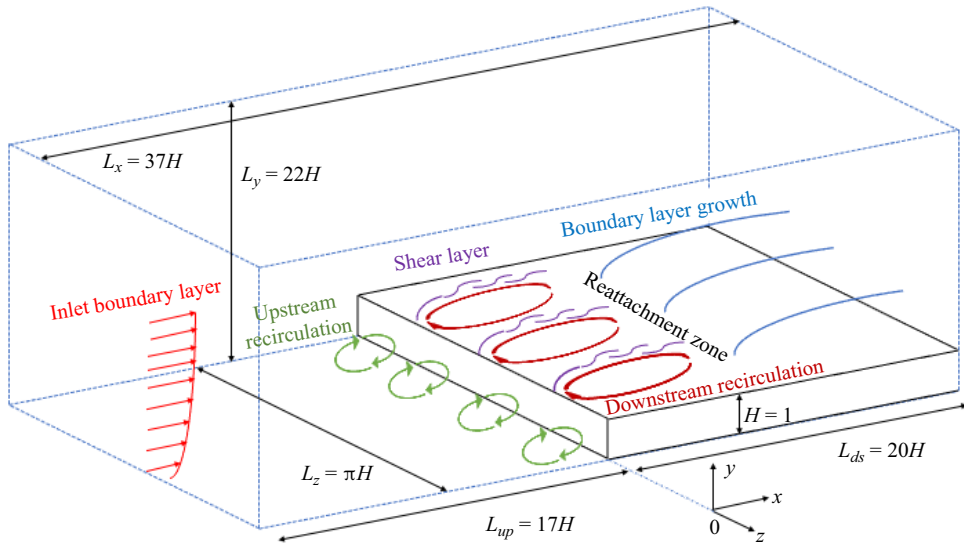 Lx = 37H
Ly = 22H
Boundary layer growth
Shear layer
Inlet boundary layer
Upstream
recirculation
Reattachment zone
Downstream recirculation
H = 1
Lz = πH
Lds = 20H
Lup = 17H
y
x
0
z